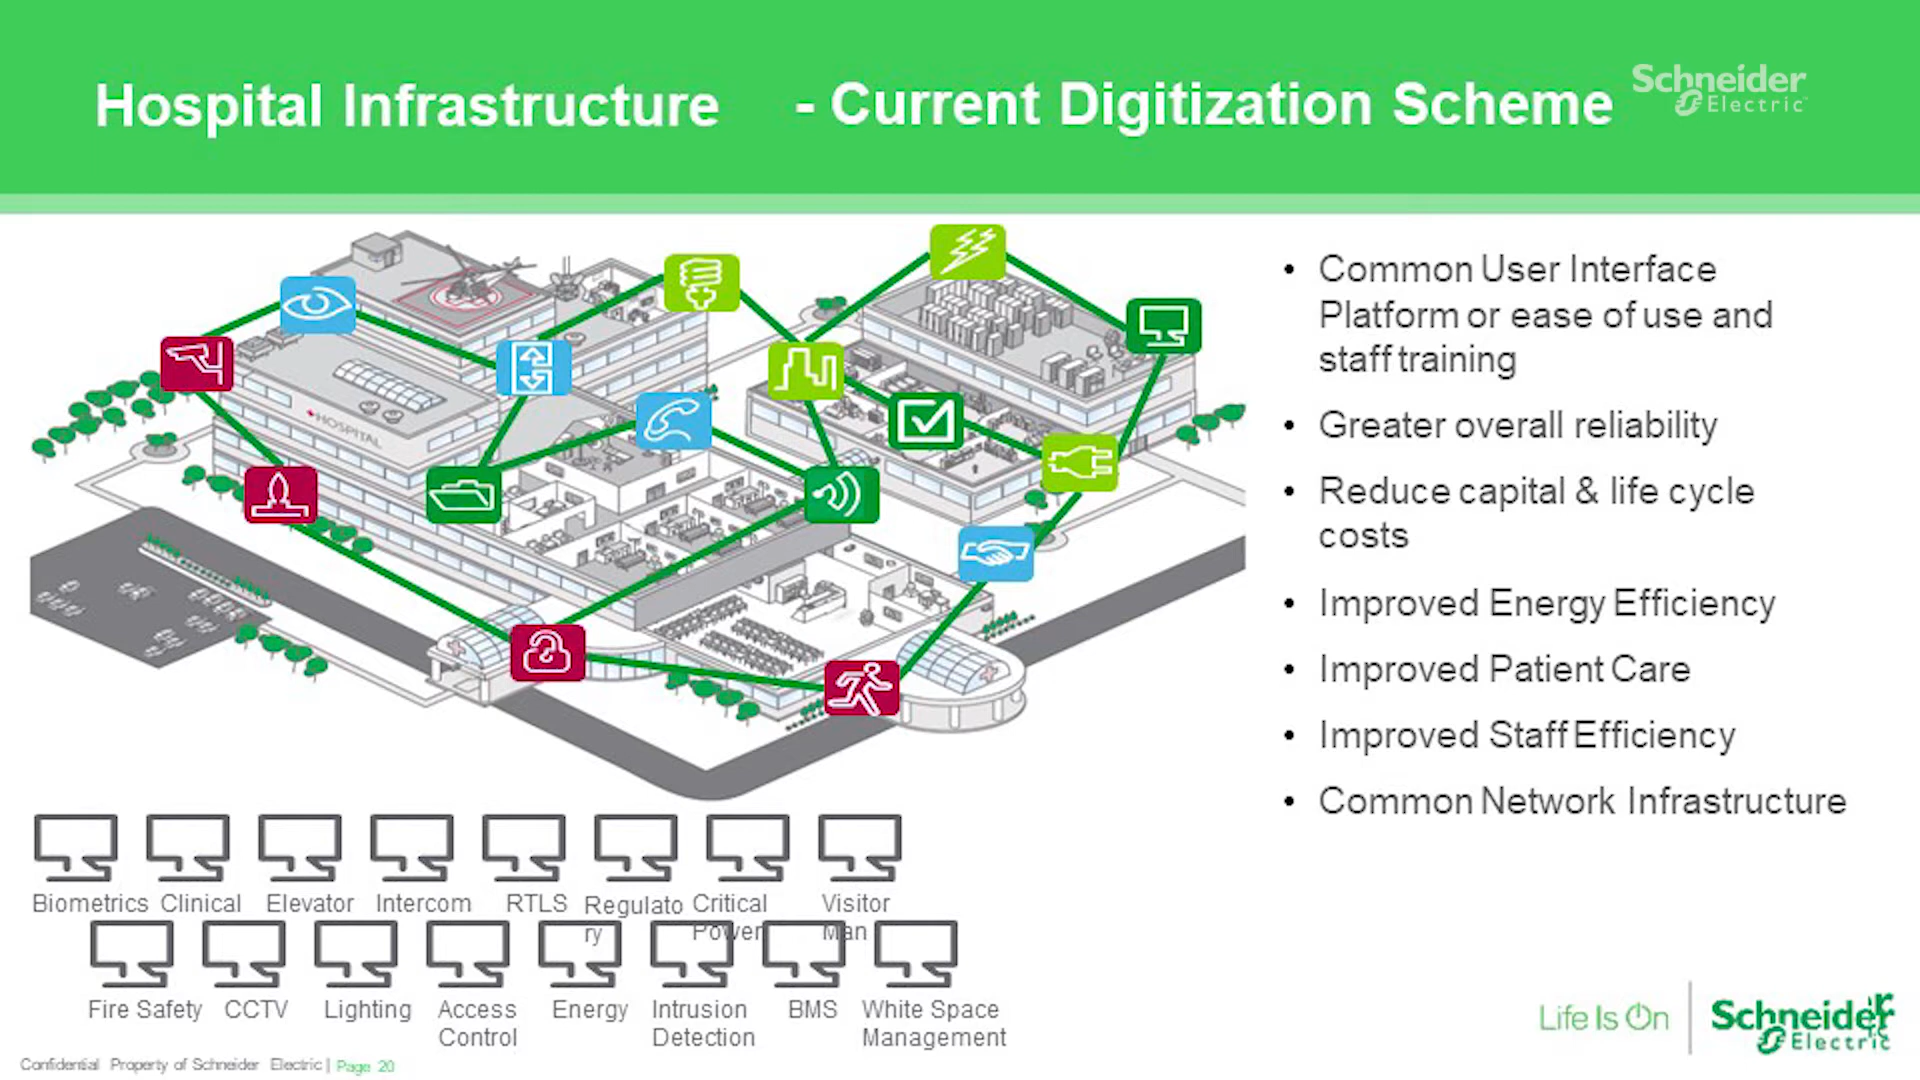 Hospital Infrastructure - Current Digitization Scheme
Schneider
Electric
HOSPITAL
• Common User Interface
Platform or ease of use and
staff training
• Greater overall reliability
• Reduce capital & life cycle
costs
• Improved Energy Efficiency
• Improved Patient Care
• Improved Staff Efficiency
• Common Network Infrastructure
Biometrics Clinical Elevator Intercom RTLS Regulato Critical Visitor
ry Power Man
Fire Safety CCTV Lighting Access Energy Intrusion BMS White Space
Control Detection Management
Life Is On
Schneider
Electric
Confidential Property of Schneider Electric | Page 20